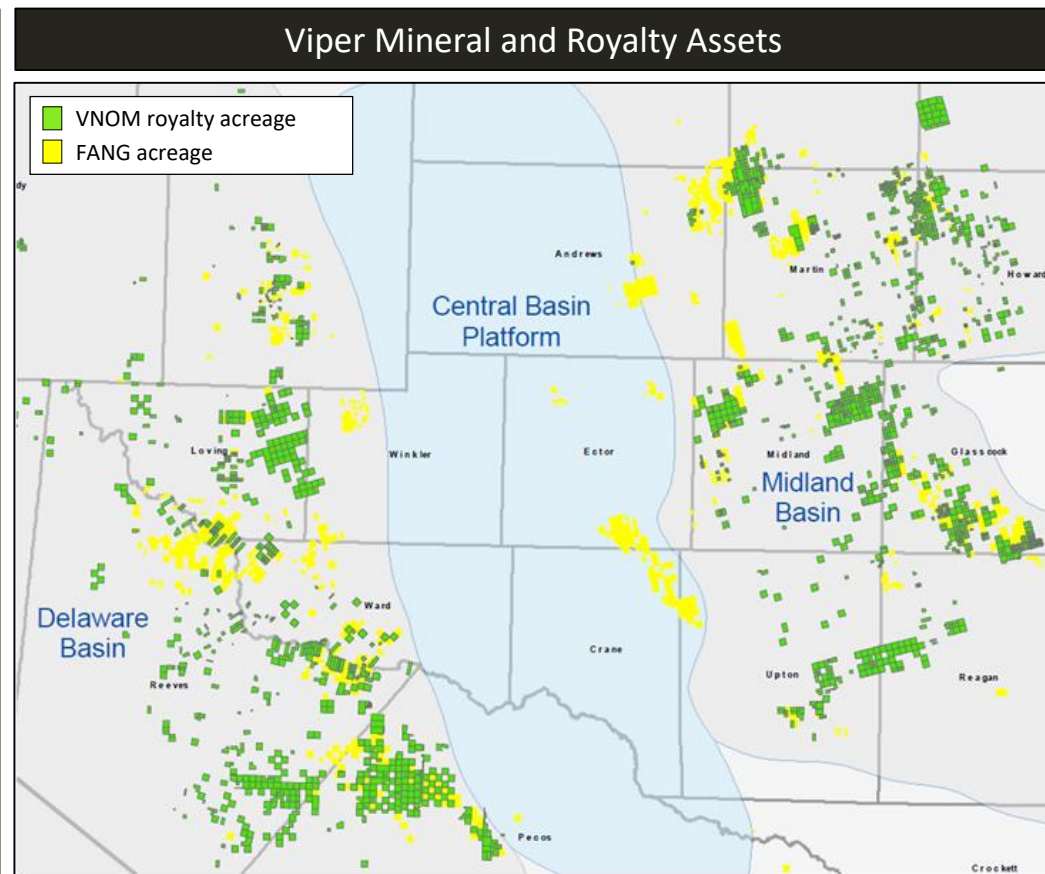 Viper Mineral and Royalty Assets
VNOM royalty acreage
FANG acreage
dy
Andrews
Martin
Howard
Central Basin
Platform
Loving
Winkler
Ector
Midland
Glasscock
Midland
Basin
Delaware
Basin
Ward
Crane
Reeves
Upton
Reagan
Pecos
Crockett